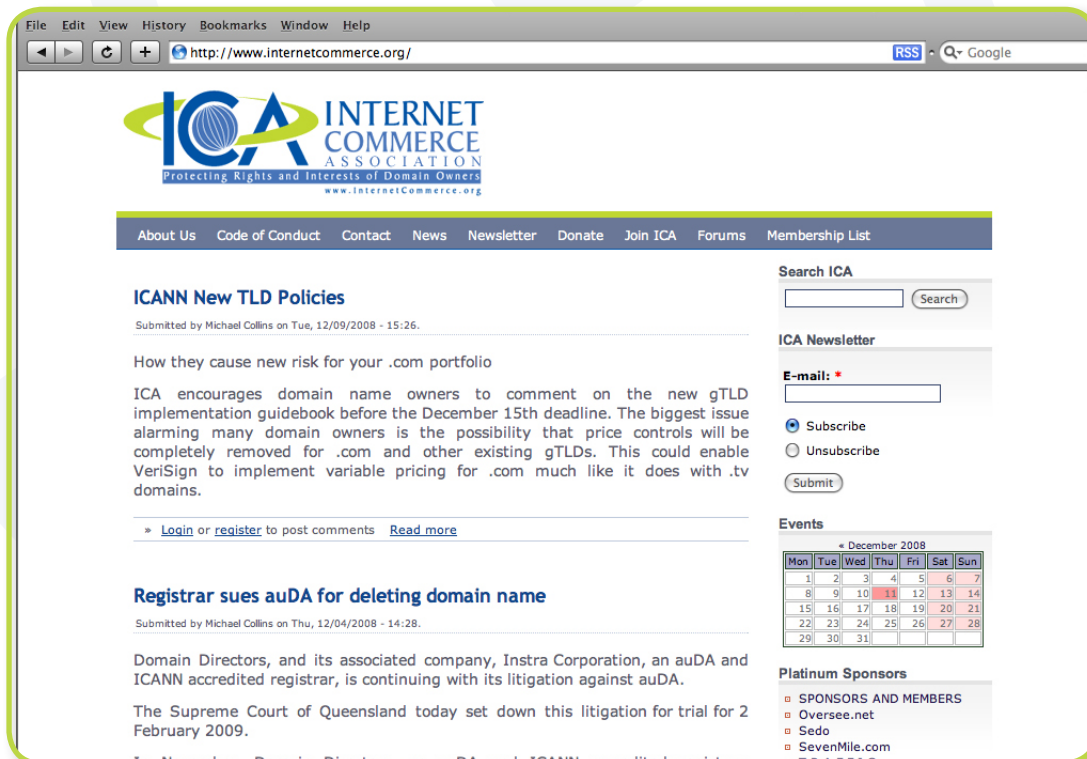 File Edit View History Bookmarks Window Help
http://www.internetcommerce.org/ RSS Google
ICA INTERNET
COMMERCE
ASSOCIATION
Protecting Rights and Interests of Domain Owners
www.InternetCommerce.org
About Us Code of Conduct Contact News Newsletter Donate Join ICA Forums Membership List
ICANN New TLD Policies
Submitted by Michael Collins on Tue, 12/09/2008 - 15:26.
How they cause new risk for your .com portfolio
ICA encourages domain name owners to comment on the new gTLD
implementation guidebook before the December 15th deadline. The biggest issue
alarming many domain owners is the possibility that price controls will be
completely removed for .com and other existing gTLDs. This could enable
VeriSign to implement variable pricing for .com much like it does with .tv
domains.
» Login or register to post comments Read more
Registrar sues auDA for deleting domain name
Submitted by Michael Collins on Thu, 12/04/2008 - 14:28.
Domain Directors, and its associated company, Instra Corporation, an auDA and
ICANN accredited registrar, is continuing with its litigation against auDA.
The Supreme Court of Queensland today set down this litigation for trial for 2
February 2009.
Search ICA
Search
ICA Newsletter
E-mail: *
Subscribe
Unsubscribe
Submit
Events
« December 2008
Mon Tue Wed Thu Fri Sat Sun
1 2 3 4 5 6 7
8 9 10 11 12 13 14
15 16 17 18 19 20 21
22 23 24 25 26 27 28
29 30 31
Platinum Sponsors
SPONSORS AND MEMBERS
Oversee.net
Sedo
SevenMile.com